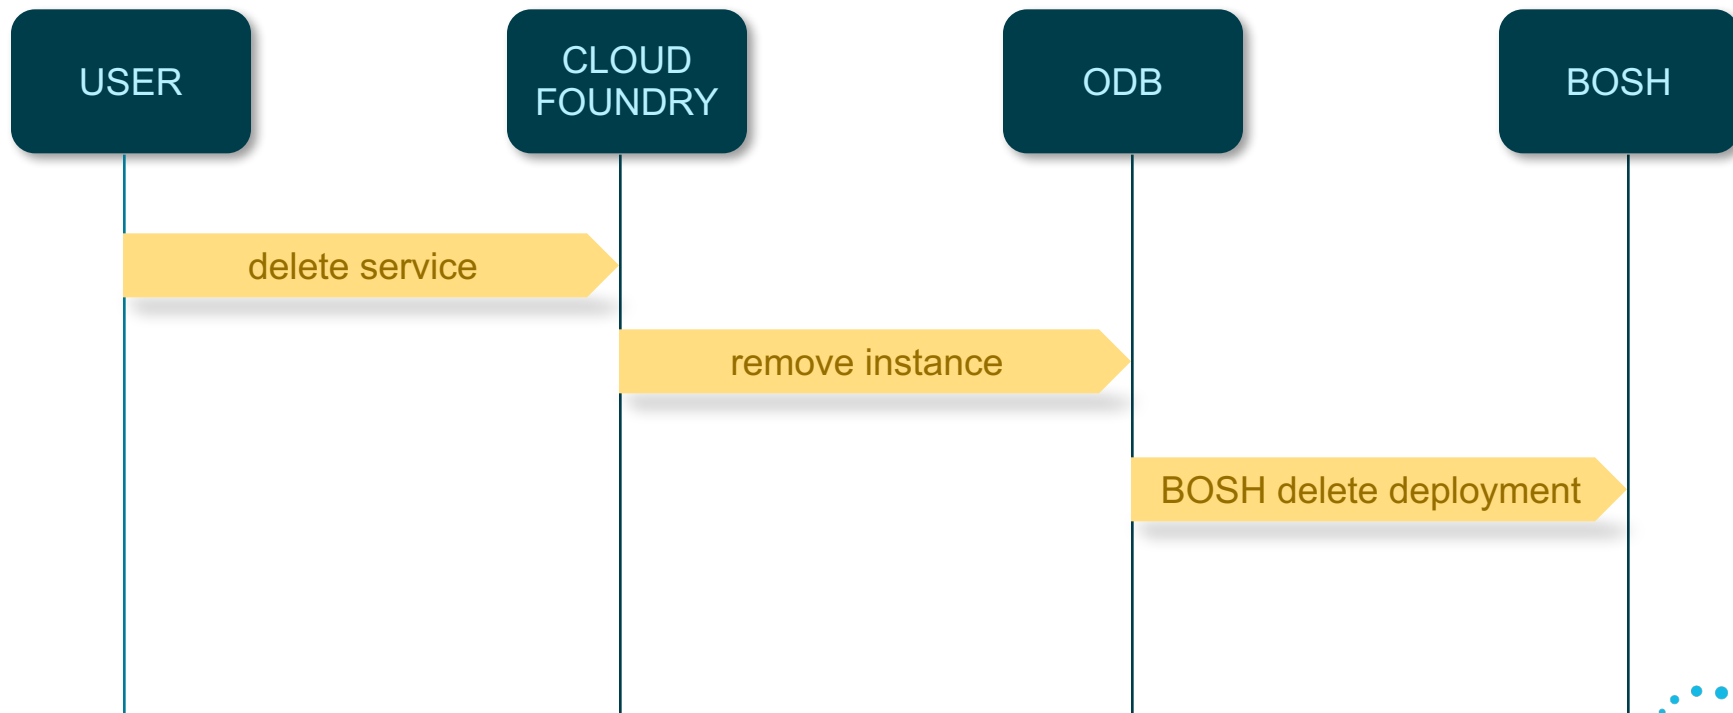 USER
CLOUD
FOUNDRY
ODB
BOSH
delete service
remove instance
BOSH delete deployment